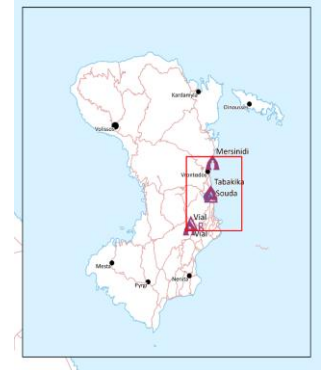 Kardamyla
Oinousses
Volissos
Mersinidi
Vrontados
Tabakika
Souda
Vial
R
Vial
Mesta
Pyrgi
Nenita